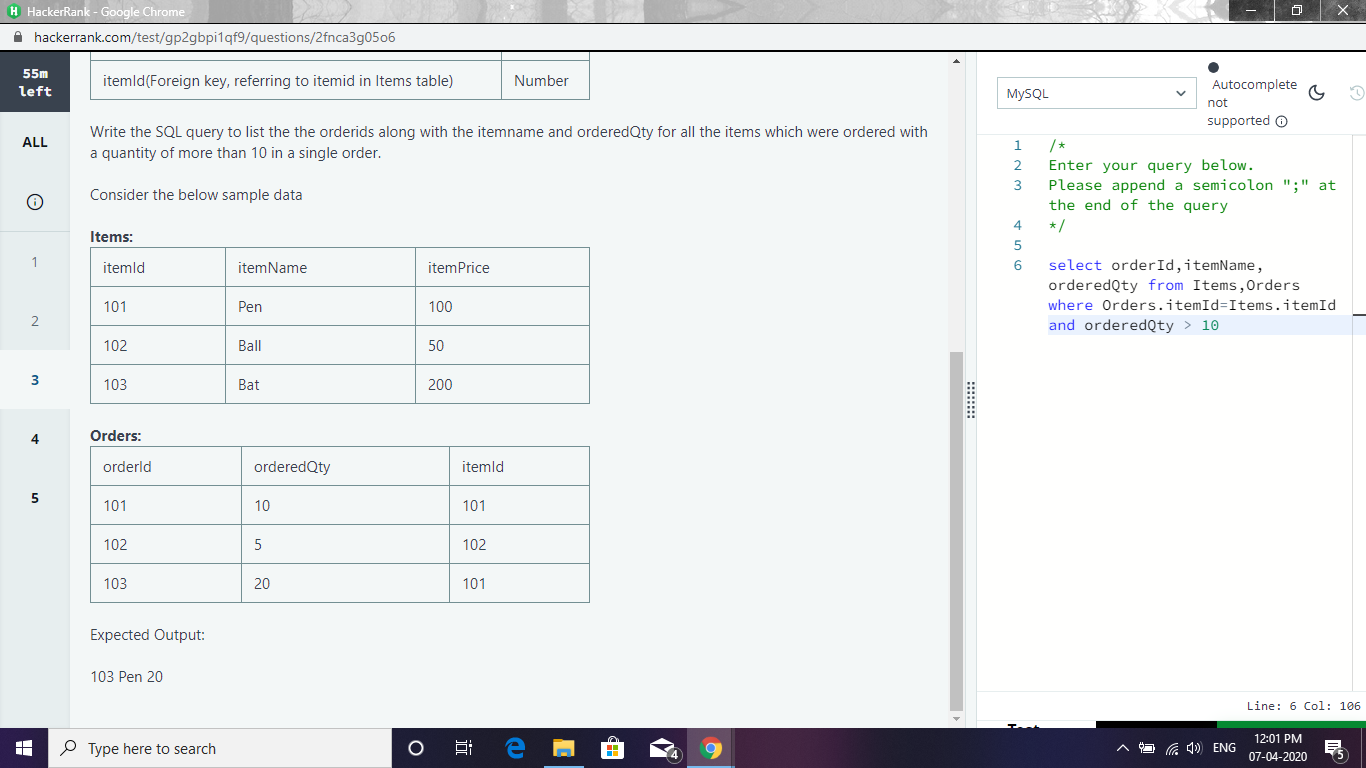 HackerRank - Google Chrome
hackerrank.com/test/gp2gbpi1qf9/questions/2fnca3g05o6
55m
left
ALL
1
2
3
4
5
itemId(Foreign key, referring to itemid in Items table) Number
Write the SQL query to list the the orderids along with the itemname and orderedQty for all the items which were ordered with
a quantity of more than 10 in a single order.
Consider the below sample data
Items:
itemId itemName itemPrice
101 Pen 100
102 Ball 50
103 Bat 200
Orders:
orderId orderedQty itemId
101 10 101
102 5 102
103 20 101
Expected Output:
103 Pen 20
MySQL
Autocomplete
not
supported
1 /*
2 Enter your query below.
3 Please append a semicolon ";" at
the end of the query
4 */
5
6 select orderId,itemName,
orderedQty from Items,Orders
where Orders.itemId=Items.itemId
and orderedQty > 10
Line: 6 Col: 106
Type here to search
4
ENG
12:01 PM
07-04-2020
5